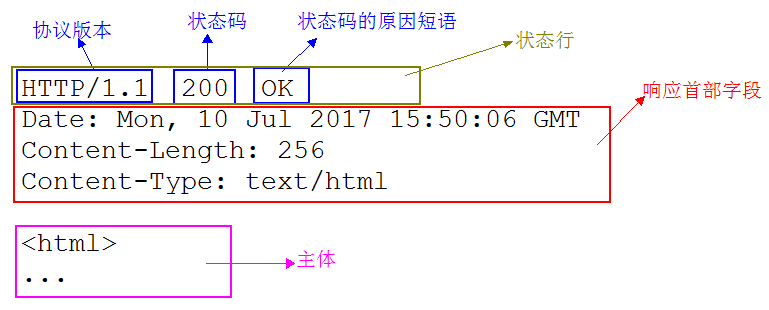 协议版本 状态码 状态码的原因短语
状态行
HTTP/1.1 200 OK
响应首部字段
Date: Mon, 10 Jul 2017 15:50:06 GMT
Content-Length: 256
Content-Type: text/html
<html>
主体
...